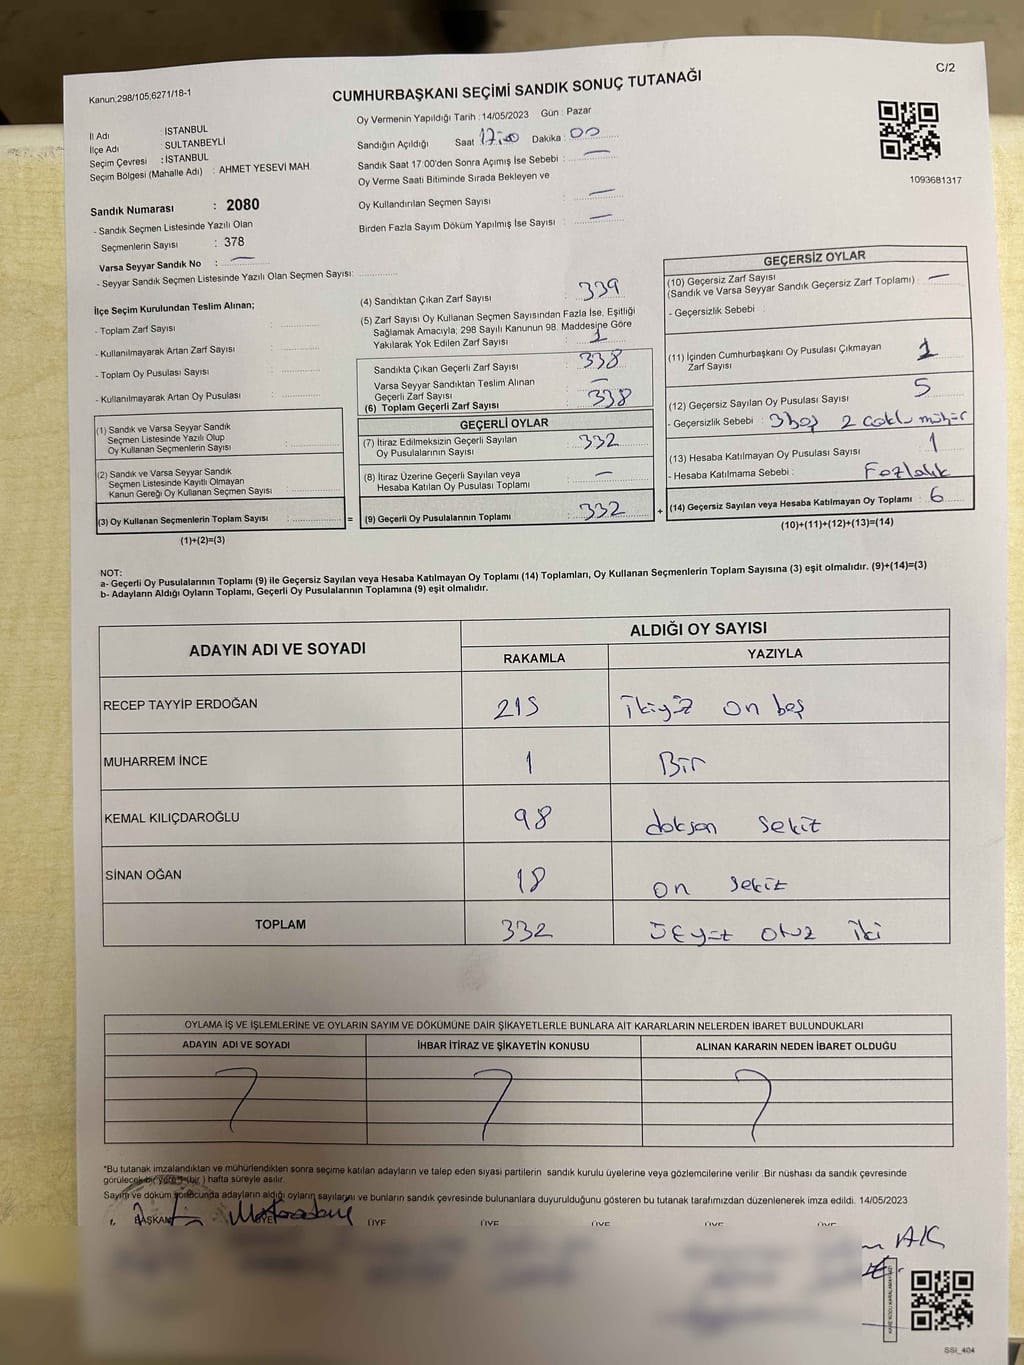 Kanun,298/105,6271/18-1
C/2
CUMHURBAŞKANI SEÇİMİ SANDIK SONUÇ TUTANAĞI
İl Adı : İSTANBUL
İlçe Adı : SULTANBEYLİ
Seçim Çevresi : İSTANBUL
Seçim Bölgesi (Mahalle Adı) : AHMET YESEVİ MAH.
Oy Vermenin Yapıldığı Tarih : 14/05/2023 Gün : Pazar
Sandığın Açıldığı Saat 17:00 Dakika : 00
Sandık Saat 17:00'den Sonra Açımış İse Sebebi : —
Oy Verme Saati Bitiminde Sırada Bekleyen ve
Oy Kullandırılan Seçmen Sayısı : —
Birden Fazla Sayım Döküm Yapılmış İse Sayısı : —
1093681317
Sandık Numarası : 2080
- Sandık Seçmen Listesinde Yazılı Olan
Seçmenlerin Sayısı : 378
Varsa Seyyar Sandık No : —
- Seyyar Sandık Seçmen Listesinde Yazılı Olan Seçmen Sayısı:
İlçe Seçim Kurulundan Teslim Alınan;
- Toplam Zarf Sayısı :
- Kullanılmayarak Artan Zarf Sayısı :
- Toplam Oy Pusulası Sayısı :
- Kullanılmayarak Artan Oy Pusulası :
(1) Sandık ve Varsa Seyyar Sandık
Seçmen Listesinde Yazılı Olup
Oy Kullanan Seçmenlerin Sayısı :
(2) Sandık ve Varsa Seyyar Sandık
Seçmen Listesinde Kayıtlı Olmayan
Kanun Gereği Oy Kullanan Seçmen Sayısı :
(3) Oy Kullanan Seçmenlerin Toplam Sayısı :
(1)+(2)=(3)
=
(4) Sandıktan Çıkan Zarf Sayısı : 339
(5) Zarf Sayısı Oy Kullanan Seçmen Sayısından Fazla İse, Eşitliği
Sağlamak Amacıyla; 298 Sayılı Kanunun 98. Maddesine Göre
Yakılarak Yok Edilen Zarf Sayısı : 1
Sandıkta Çıkan Geçerli Zarf Sayısı : 338
Varsa Seyyar Sandıktan Teslim Alınan
Geçerli Zarf Sayısı : —
(6) Toplam Geçerli Zarf Sayısı : 338
GEÇERLİ OYLAR
(7) İtiraz Edilmeksizin Geçerli Sayılan
Oy Pusulalarının Sayısı : 332
(8) İtiraz Üzerine Geçerli Sayılan veya
Hesaba Katılan Oy Pusulası Toplamı : —
(9) Geçerli Oy Pusulalarının Toplamı : 332
+
GEÇERSİZ OYLAR
(10) Geçersiz Zarf Sayısı
(Sandık ve Varsa Seyyar Sandık Geçersiz Zarf Toplamı) : —
- Geçersizlik Sebebi :
(11) İçinden Cumhurbaşkanı Oy Pusulası Çıkmayan
Zarf Sayısı : 1
(12) Geçersiz Sayılan Oy Pusulası Sayısı : 5
- Geçersizlik Sebebi : 3 boş 2 çoklu mühür
(13) Hesaba Katılmayan Oy Pusulası Sayısı : 1
- Hesaba Katılmama Sebebi : Fazlalık
(14) Geçersiz Sayılan veya Hesaba Katılmayan Oy Toplamı : 6
(10)+(11)+(12)+(13)=(14)
NOT:
a- Geçerli Oy Pusulalarının Toplamı (9) ile Geçersiz Sayılan veya Hesaba Katılmayan Oy Toplamı (14) Toplamları, Oy Kullanan Seçmenlerin Toplam Sayısına (3) eşit olmalıdır. (9)+(14)=(3)
b- Adayların Aldığı Oyların Toplamı, Geçerli Oy Pusulalarının Toplamına (9) eşit olmalıdır.
ADAYIN ADI VE SOYADI
ALDIĞI OY SAYISI
RAKAMLA YAZIYLA
RECEP TAYYİP ERDOĞAN 215 İkiyüz on beş
MUHARREM İNCE 1 Bir
KEMAL KILIÇDAROĞLU 98 doksan sekiz
SİNAN OĞAN 18 on sekiz
TOPLAM 332 üçyüz otuz iki
OYLAMA İŞ VE İŞLEMLERİNE VE OYLARIN SAYIM VE DÖKÜMÜNE DAİR ŞİKAYETLERLE BUNLARA AİT KARARLARIN NELERDEN İBARET BULUNDUKLARI
ADAYIN ADI VE SOYADI İHBAR İTİRAZ VE ŞİKAYETİN KONUSU ALINAN KARARIN NEDEN İBARET OLDUĞU
*Bu tutanak imzalandıktan ve mühürlendikten sonra seçime katılan adayların ve talep eden siyasi partilerin sandık kurulu üyelerine veya gözlemcilerine verilir .Bir nüshası da sandık çevresinde
görülecek bir yere 1 (bir ) hafta süreyle asılır.
Sayım ve döküm sonucunda adayların aldığı oyların sayılarını ve bunların sandık çevresinde bulunanlara duyurulduğunu gösteren bu tutanak tarafımızdan düzenlenerek imza edildi. 14/05/2023
BAŞKAN ÜYE ÜYE ÜYE ÜYE ÜYE ÜYE
AK
SSI_404